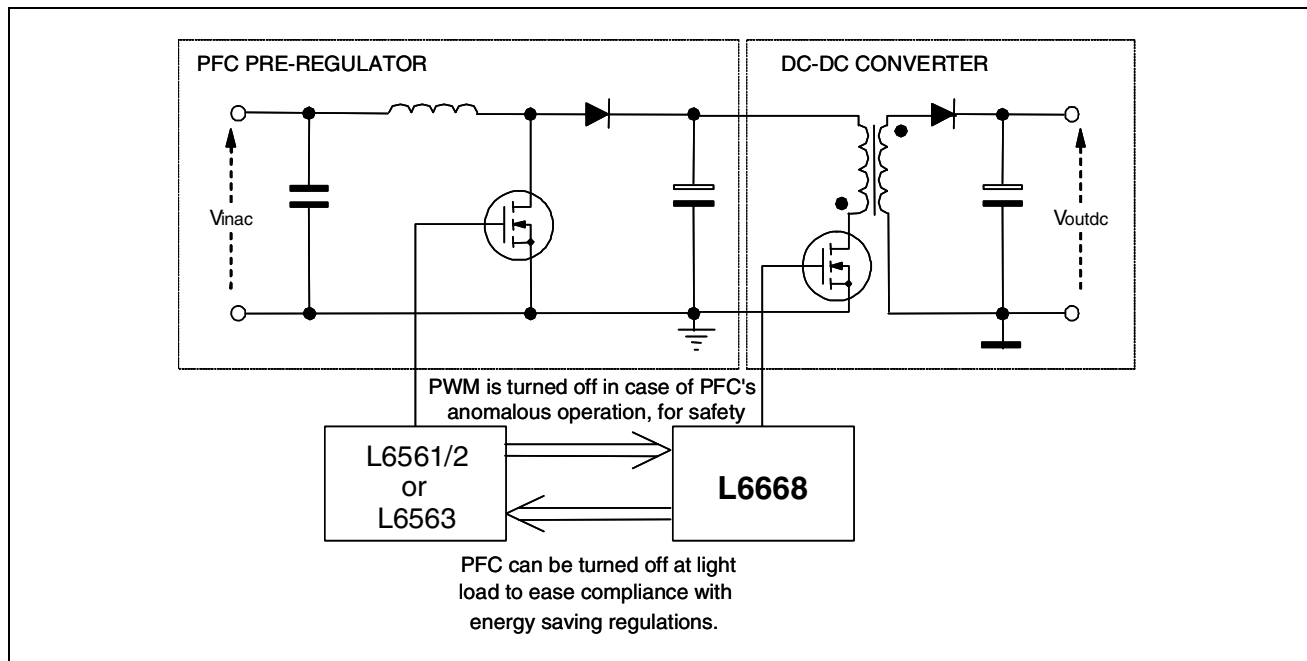 PFC PRE-REGULATOR
DC-DC CONVERTER
Vinac
Voutdc
PWM is turned off in case of PFC's
anomalous operation, for safety
L6561/2
or
L6563
L6668
PFC can be turned off at light
load to ease compliance with
energy saving regulations.